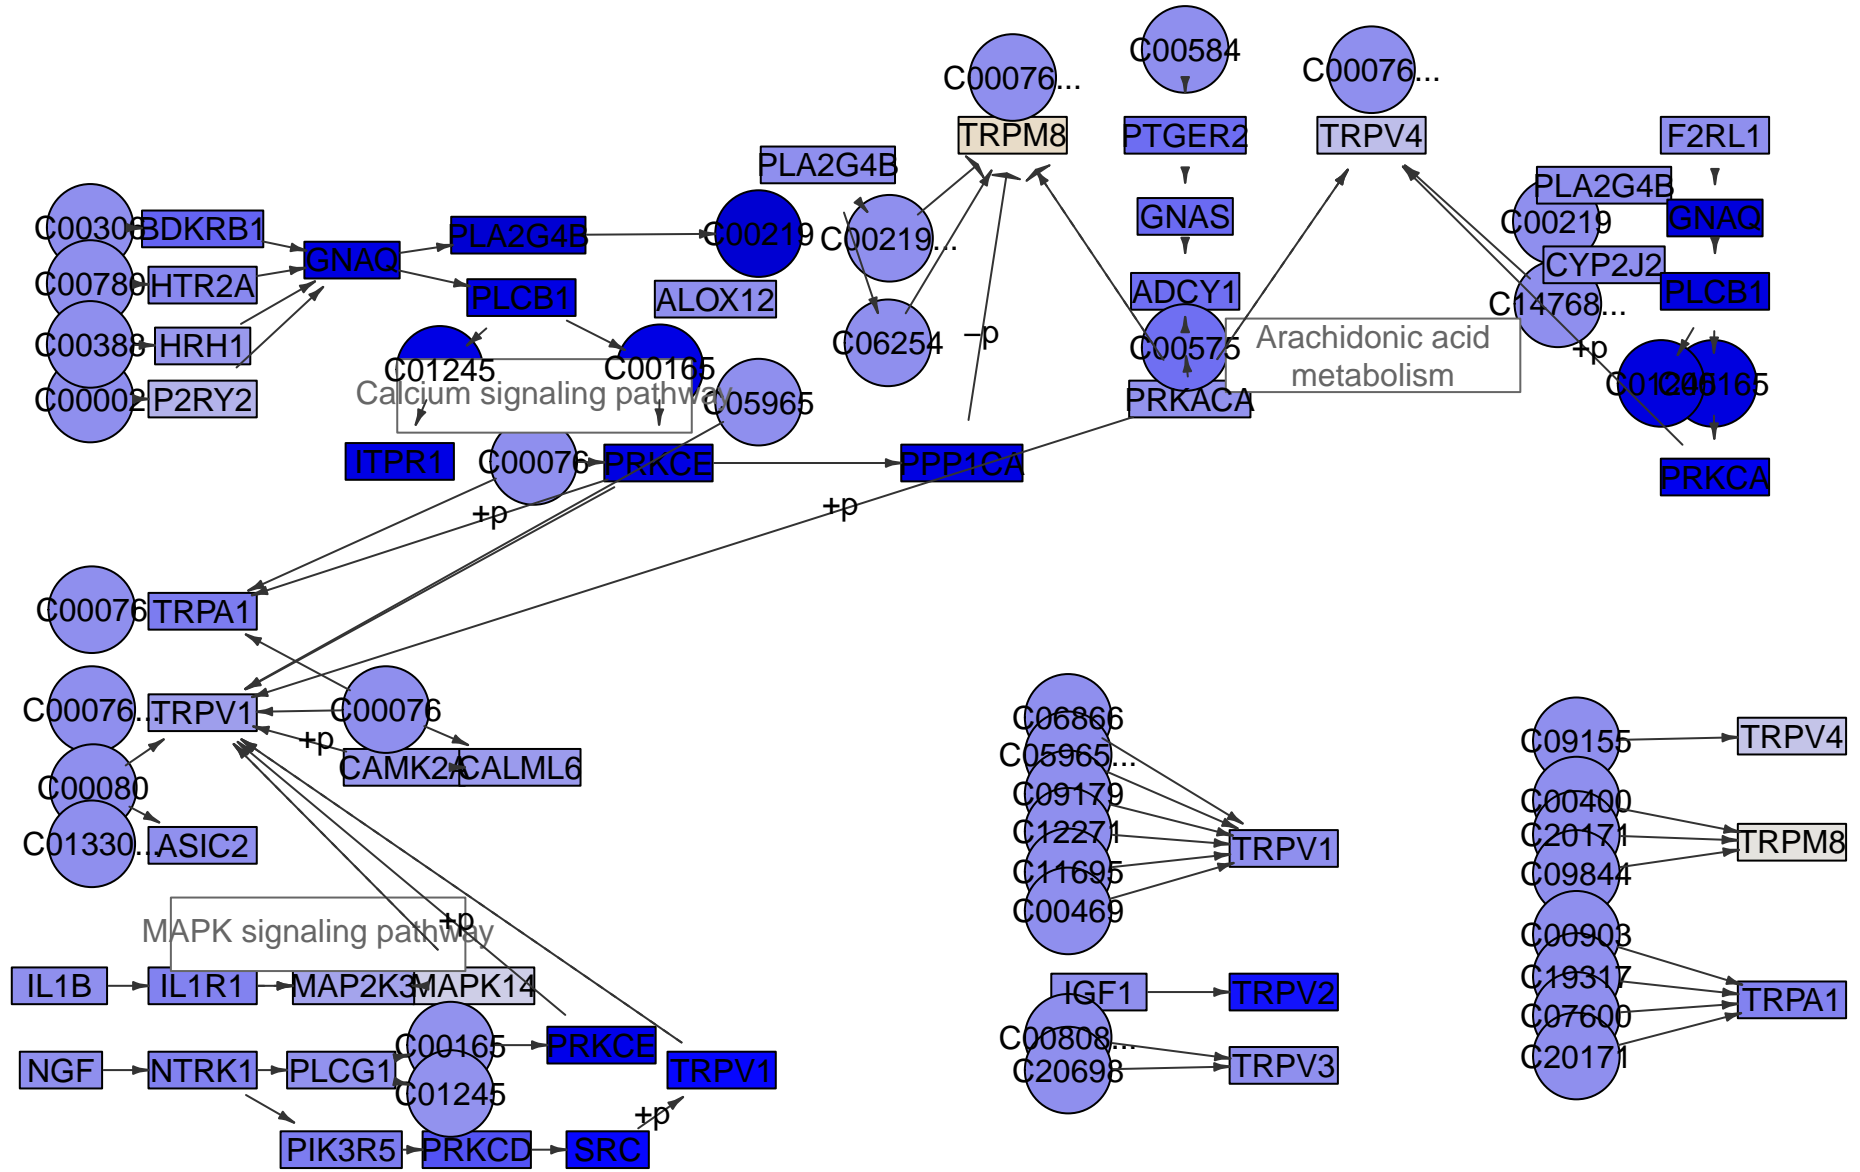 C00584
C00076...
C00076...
TRPM8
PTGER2
TRPV4
F2RL1
PLA2G4B
PLA2G4B
C00219
GNAS
GNAQ
BDKRB1
PLA2G4B
C00219
C00219...
GNAQ
CYP2J2
C00780
HTR2A
PLCB1
ALOX12
ADCY1
C14768...
PLCB1
C00388
HRH1
C06254
–p
C00575
Arachidonic acid
metabolism
+p
C01245
C00165
Calcium signaling pathway
C05965
C00165
C00002
P2RY2
PRKACA
ITPR1
C00076
PRKCE
PPP1CA
PRKCA
+p
+p
C00076
TRPA1
C00076...
TRPV1
C00076
+p
CAMK2A
CALML6
C00080
C01330...
ASIC2
C06866
C05965...
C09179
C12271
C11695
C00469
TRPV1
C09155
TRPV4
C00400
C20171
C09844
TRPM8
MAPK signaling pathway
+p
IL1B
IL1R1
MAP2K3
MAPK14
IGF1
TRPV2
C00903
C19317
C07600
C20171
TRPA1
C00165
PRKCE
NGF
NTRK1
PLCG1
C01245
TRPV1
C00808...
C20698
TRPV3
+p
PIK3R5
PRKCD
SRC